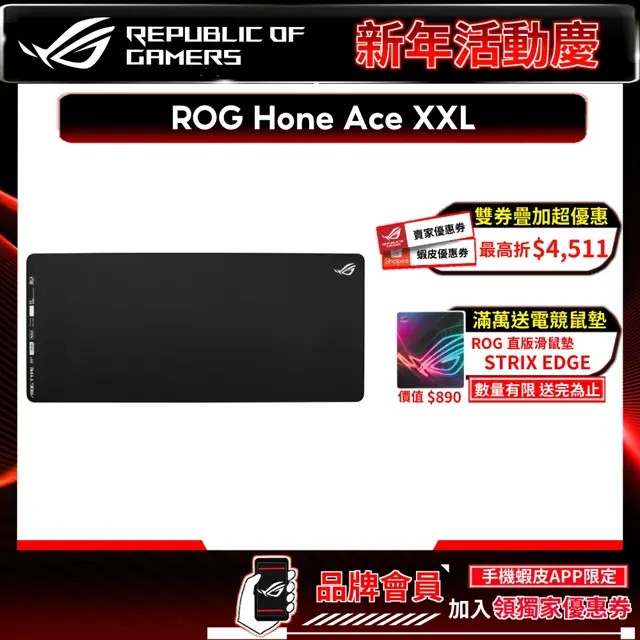 REPUBLIC OF
GAMERS
新年活動慶
ROG Hone Ace XXL
雙券疊加超優惠
REPUBLIC OF
GAMERS
賣家優惠券
Shopee
蝦皮優惠券
最高折$4,511
滿萬送電競鼠墊
ROG 直版滑鼠墊
STRIX EDGE
數量有限 送完為止
價值 $890
品牌會員
手機蝦皮APP限定
加入領獨家優惠券